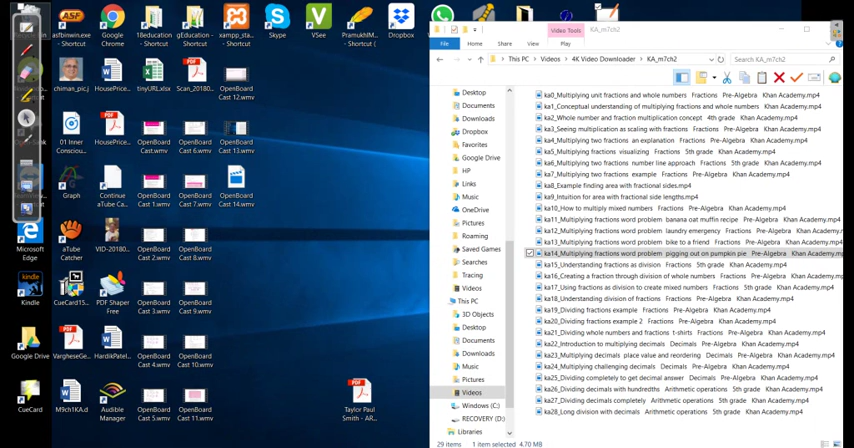 asfbinwin.exe - Shortcut
Google Chrome
18education - Shortcut
gEducation - Shortcut
xampp_sta... - Shortcut
Skype
VSee
PramukhIM... - Shortcut (
Dropbox
chiman_pic.j
HousePrice...
tinyURL.xlsx
Scan_20180...
OpenBoard Cast 12.wmv
01 Inner Consciou...
HousePrice...
OpenBoard Cast.wmv
OpenBoard Cast 6.wmv
OpenBoard Cast 13.wmv
Graph
Continue aTube Ca...
OpenBoard Cast 1.wmv
OpenBoard Cast 7.wmv
OpenBoard Cast 14.wmv
Microsoft Edge
aTube Catcher
VID-20180...
OpenBoard Cast 2.wmv
OpenBoard Cast 8.wmv
Kindle
CueCard15...
PDF Shaper Free
OpenBoard Cast 3.wmv
OpenBoard Cast 9.wmv
Google Drive
VargheseGe...
HardikPatel...
OpenBoard Cast 4.wmv
OpenBoard Cast 10.wmv
CueCard
M9ch1KA.d
Audible Manager
OpenBoard Cast 5.wmv
OpenBoard Cast 11.wmv
Taylor Paul Smith - AR...
Video Tools
KA_m7ch2
File Home Share View Play
This PC > Videos > 4K Video Downloader > KA_m7ch2
Search KA_m7ch2
Desktop
Documents
Downloads
Dropbox
Favorites
Google Drive
HP
Links
Music
OneDrive
Pictures
Roaming
Saved Games
Searches
Tracing
Videos
This PC
3D Objects
Desktop
Documents
Downloads
Music
Pictures
Videos
Windows (C:)
RECOVERY (D:)
Libraries
ka0_Multiplying unit fractions and whole numbers Fractions Pre-Algebra Khan Academy.mp4
ka1_Conceptual understanding of multiplying fractions and whole numbers Khan Academy.mp4
ka2_Whole number and fraction multiplication concept 4th grade Khan Academy.mp4
ka3_Seeing multiplication as scaling with fractions Khan Academy.mp4
ka4_Multiplying two fractions an explanation Fractions Pre-Algebra Khan Academy.mp4
ka5_Multiplying fractions visualizing Fractions 5th grade Khan Academy.mp4
ka6_Multiplying two fractions number line approach Fractions 5th grade Khan Academy.mp4
ka7_Multiplying two fractions example Fractions Pre-Algebra Khan Academy.mp4
ka8_Example finding area with fractional sides.mp4
ka9_Intuition for area with fractional side lengths.mp4
ka10_How to multiply mixed numbers Fractions Pre-Algebra Khan Academy.mp4
ka11_Multiplying fractions word problem banana oat muffin recipe Pre-Algebra Khan Academy.mp4
ka12_Multiplying fractions word problem laundry emergency Pre-Algebra Khan Academy.mp4
ka13_Multiplying fractions word problem bike to a friend Pre-Algebra Khan Academy.mp4
ka14_Multiplying fractions word problem pigging out on pumpkin pie Pre-Algebra Khan Academy.mp4
ka15_Understanding fractions as division Fractions 5th grade Khan Academy.mp4
ka16_Creating a fraction through division of whole numbers Fractions Khan Academy.mp4
ka17_Using fractions as division to create mixed numbers Fractions 5th grade Khan Academy.mp4
ka18_Understanding division of fractions Fractions Pre-Algebra Khan Academy.mp4
ka19_Dividing fractions example Fractions Pre-Algebra Khan Academy.mp4
ka20_Dividing fractions example 2 Fractions Pre-Algebra Khan Academy.mp4
ka21_Dividing whole numbers and fractions t-shirts Fractions Pre-Algebra Khan Academy.mp4
ka22_Introduction to multiplying decimals Decimals Pre-Algebra Khan Academy.mp4
ka23_Multiplying decimals place value and reordering Decimals Pre-Algebra Khan Academy.mp4
ka24_Multiplying challenging decimals Decimals Pre-Algebra Khan Academy.mp4
ka25_Dividing completely to get decimal answer Decimals Pre-Algebra Khan Academy.mp4
ka26_Dividing decimals with hundredths Arithmetic operations 5th grade Khan Academy.mp4
ka27_Dividing decimals completely Arithmetic operations 5th grade Khan Academy.mp4
ka28_Long division with decimals Arithmetic operations Khan Academy.mp4
29 items 1 item selected 4.70 MB